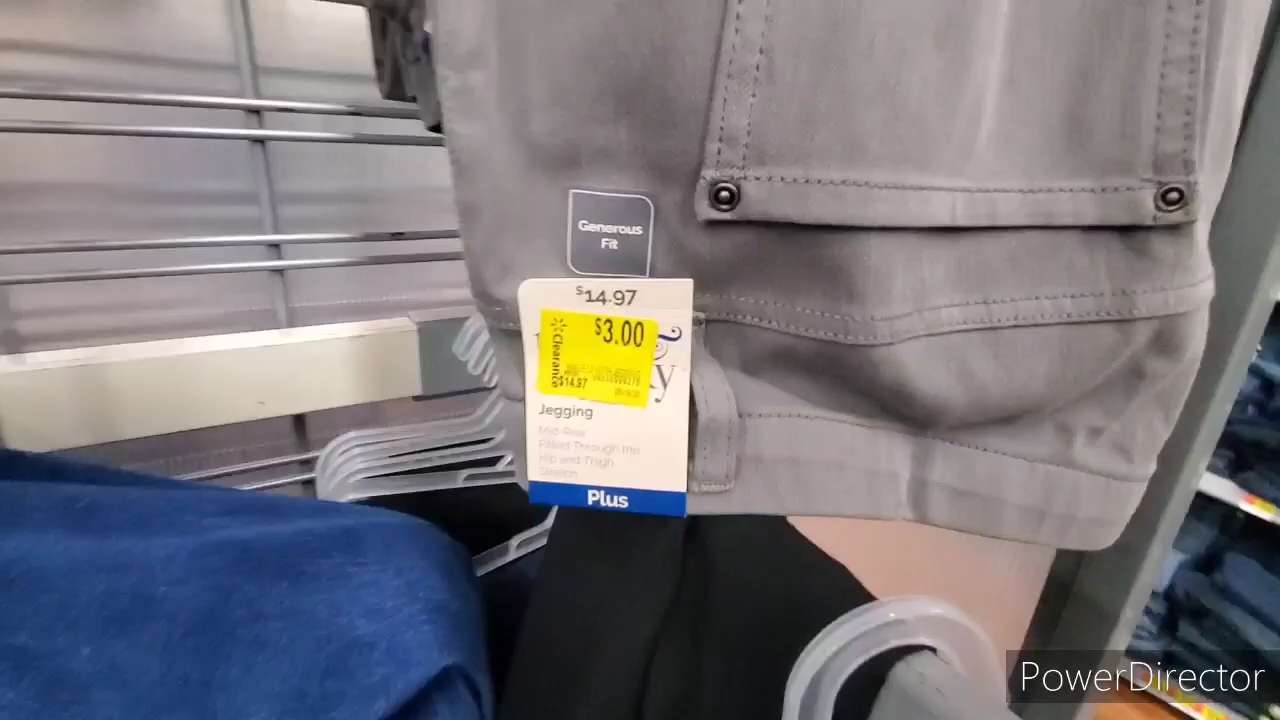 Generous
Fit
$14.97
$3.00
Clearance
$14.97
Jegging
Mid Rise
Fitted Through the
Hip and Thigh
Stretch
Plus
PowerDirector